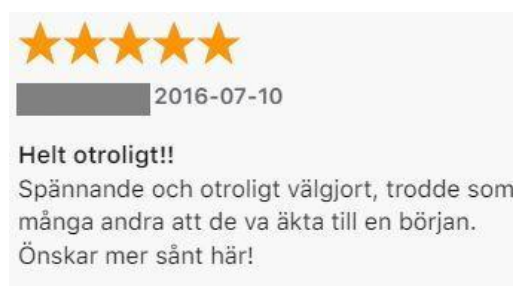 2016-07-10
Helt otroligt!!
Spännande och otroligt välgjort, trodde som
många andra att de va äkta till en början.
Önskar mer sånt här!